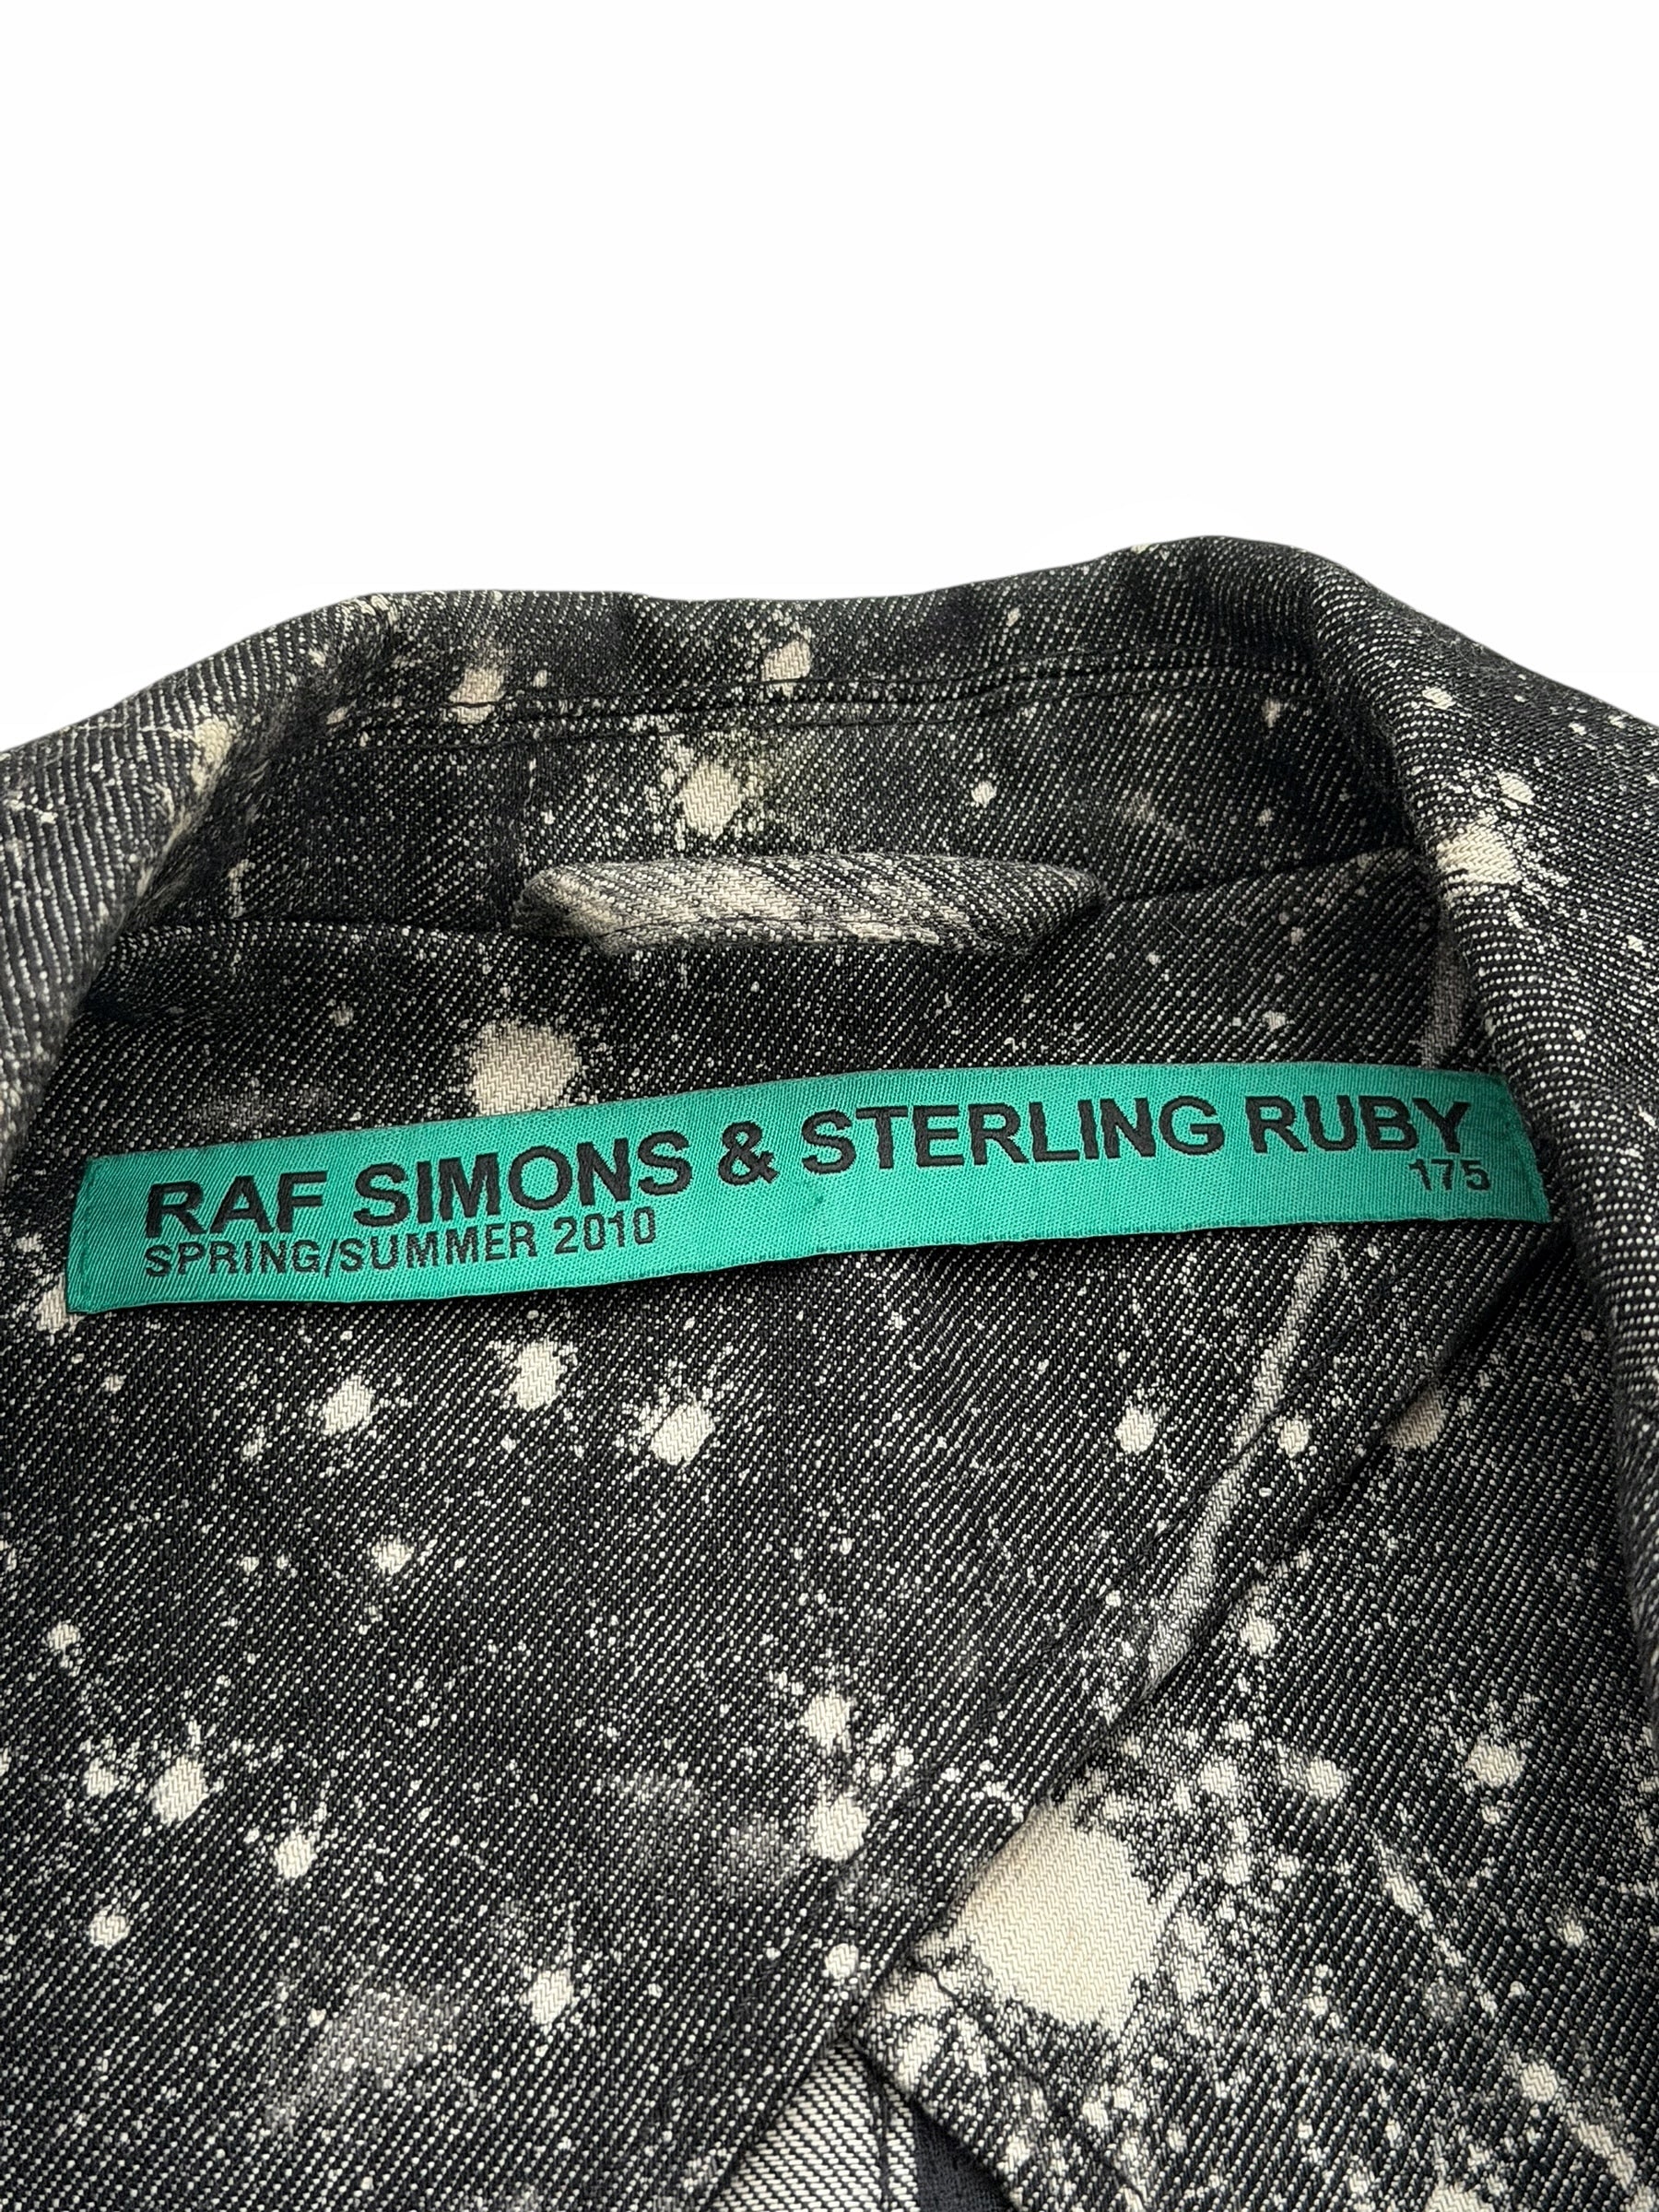 RAF SIMONS & STERLING RUBY
SPRING/SUMMER 2010
175